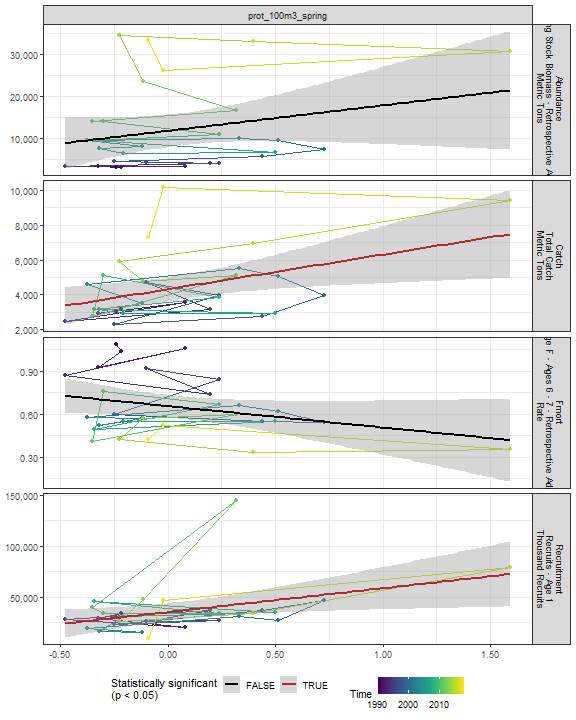 prot_100m3_spring
30,000
20,000
10,000
Abundance
Stock Biomass - Retrospective
Metric Tons
10,000
8,000
6,000
4,000
2,000
Catch
Total Catch
Metric Tons
0.90
0.60
0.30
Fmort
F - Ages 6 - 7 - Retrospective
Rate
150,000
100,000
50,000
Recruitment
Recruits - Age 1
Thousand Recruits
-0.50
0.00
0.50
1.00
1.50
Statistically significant
(p < 0.05)
FALSE
TRUE
Time
1990
2000
2010